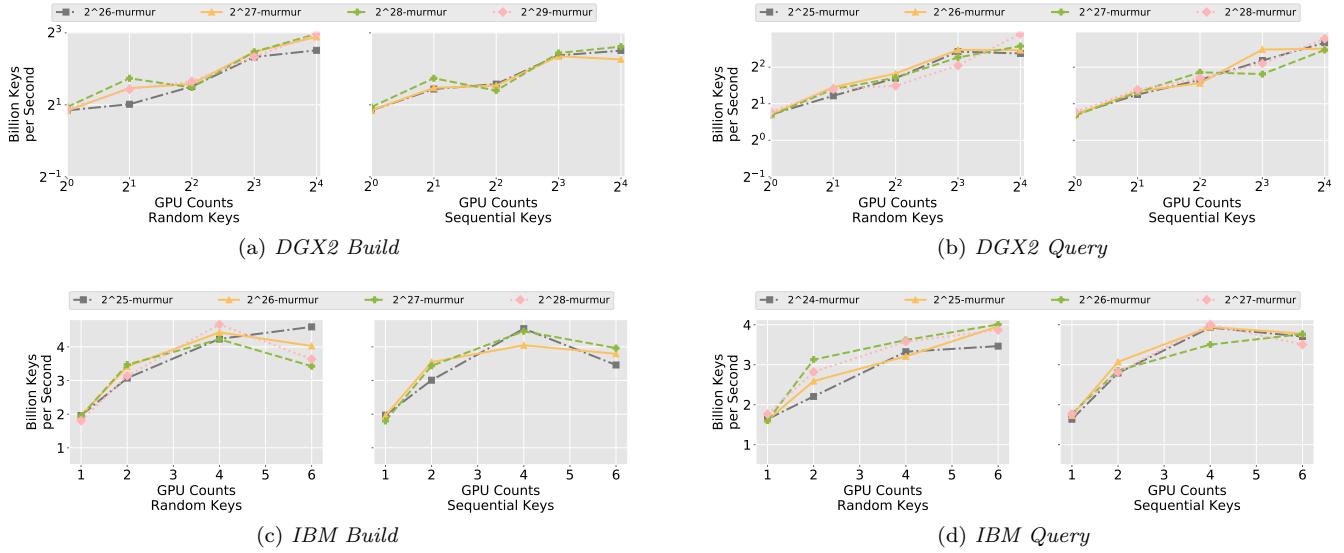 2^26-murmur 2^27-murmur 2^28-murmur 2^29-murmur
Billion Keys
per Second
2^3
2^1
2^-1
2^0 2^1 2^2 2^3 2^4
GPU Counts
Random Keys
2^0 2^1 2^2 2^3 2^4
GPU Counts
Sequential Keys
(a) DGX2 Build
2^25-murmur 2^26-murmur 2^27-murmur 2^28-murmur
Billion Keys
per Second
2^2
2^1
2^0
2^-1
2^0 2^1 2^2 2^3 2^4
GPU Counts
Random Keys
2^0 2^1 2^2 2^3 2^4
GPU Counts
Sequential Keys
(b) DGX2 Query
2^25-murmur 2^26-murmur 2^27-murmur 2^28-murmur
Billion Keys
per Second
4
3
2
1
1 2 3 4 5 6
GPU Counts
Random Keys
1 2 3 4 5 6
GPU Counts
Sequential Keys
(c) IBM Build
2^24-murmur 2^25-murmur 2^26-murmur 2^27-murmur
Billion Keys
per Second
4
3
2
1
1 2 3 4 5 6
GPU Counts
Random Keys
1 2 3 4 5 6
GPU Counts
Sequential Keys
(d) IBM Query